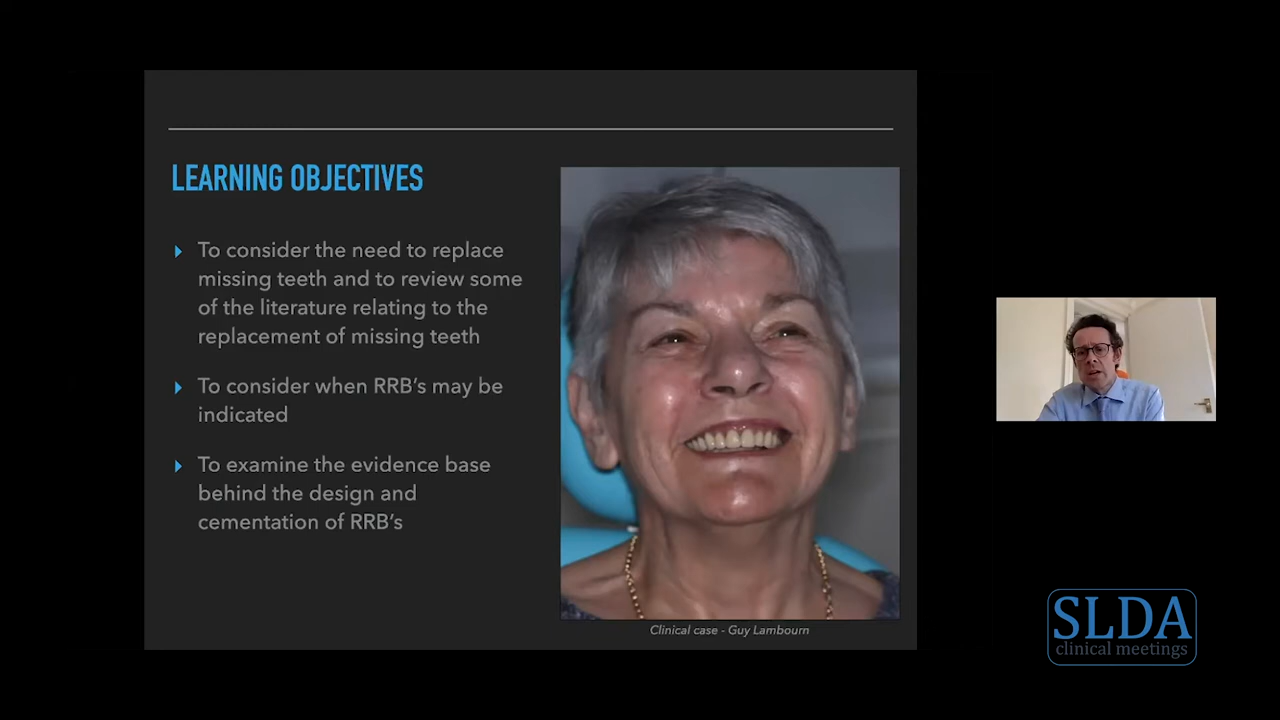 LEARNING OBJECTIVES
To consider the need to replace
missing teeth and to review some
of the literature relating to the
replacement of missing teeth
To consider when RRB's may be
indicated
To examine the evidence base
behind the design and
cementation of RRB's
Clinical case - Guy Lambourn
SLDA
clinical meetings